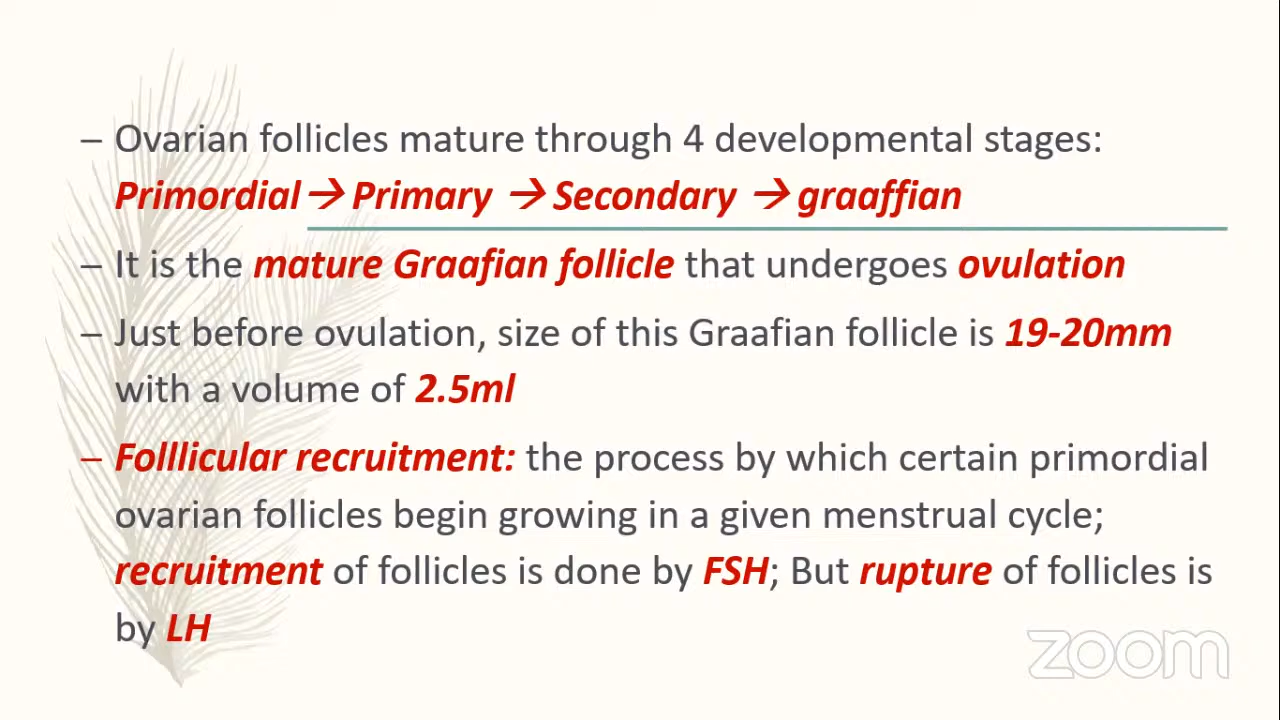 – Ovarian follicles mature through 4 developmental stages:
Primordial → Primary → Secondary → graaffian
– It is the mature Graafian follicle that undergoes ovulation
– Just before ovulation, size of this Graafian follicle is 19-20mm
with a volume of 2.5ml
– Folllicular recruitment: the process by which certain primordial
ovarian follicles begin growing in a given menstrual cycle;
recruitment of follicles is done by FSH; But rupture of follicles is
by LH
zoom